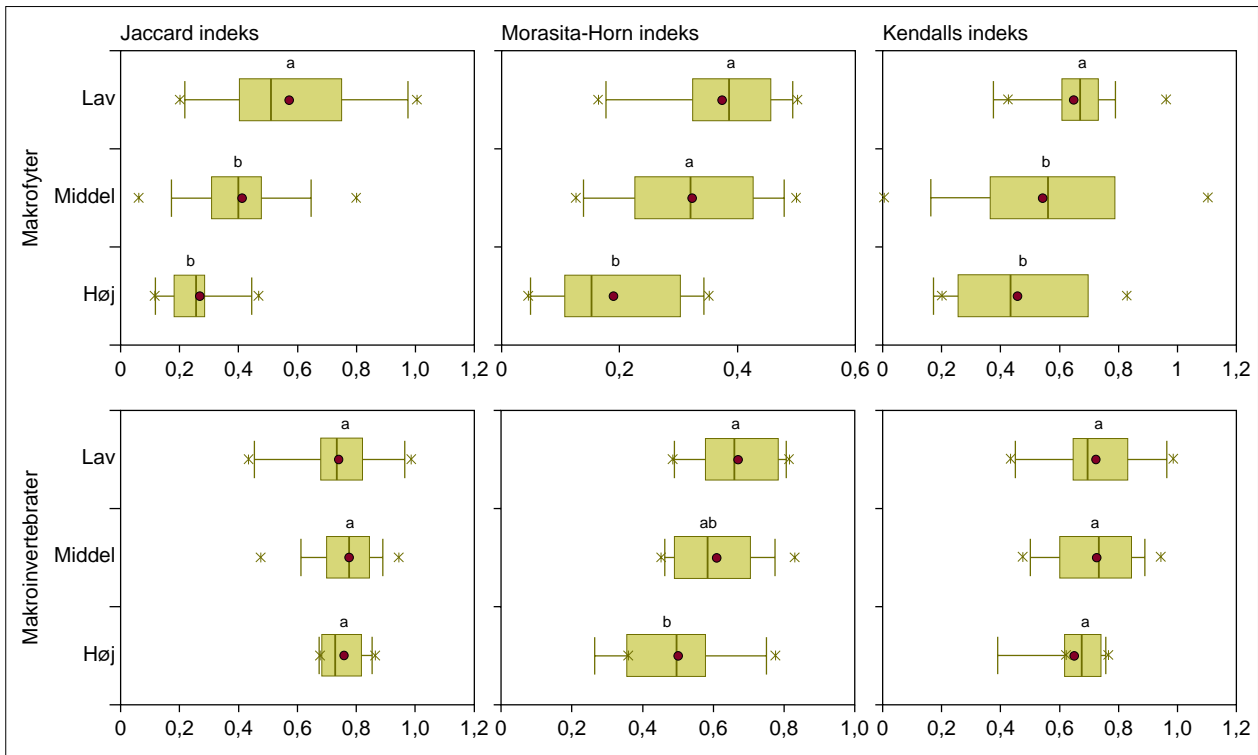 Jaccard indeks
Morasita-Horn indeks
Kendalls indeks
Makrofyter
Lav
a
a
a
Middel
b
a
b
Høj
b
b
b
0 0,2 0,4 0,6 0,8 1,0 1,2
0 0,2 0,4 0,6
0 0,2 0,4 0,6 0,8 1 1,2
Makroinvertebrater
Lav
a
a
a
Middel
a
ab
a
Høj
a
b
a
0 0,2 0,4 0,6 0,8 1,0 1,2
0 0,2 0,4 0,6 0,8 1,0
0 0,2 0,4 0,6 0,8 1 1,2